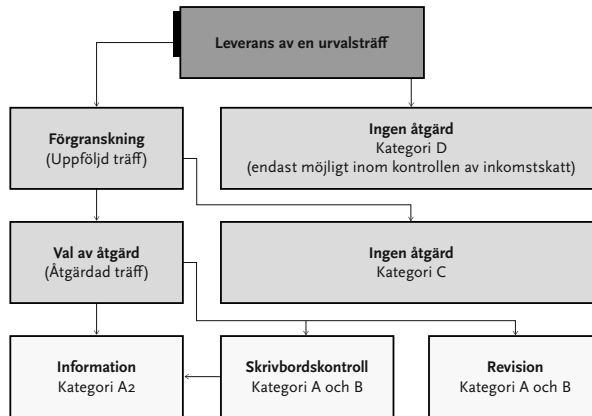 Leverans av en urvalsträff
Förgranskning
(Uppföljd träff)
Ingen åtgärd
Kategori D
(endast möjligt inom kontrollen av inkomstskatt)
Val av åtgärd
(Åtgärdad träff)
Ingen åtgärd
Kategori C
Information
Kategori A2
Skrivbordskontroll
Kategori A och B
Revision
Kategori A och B